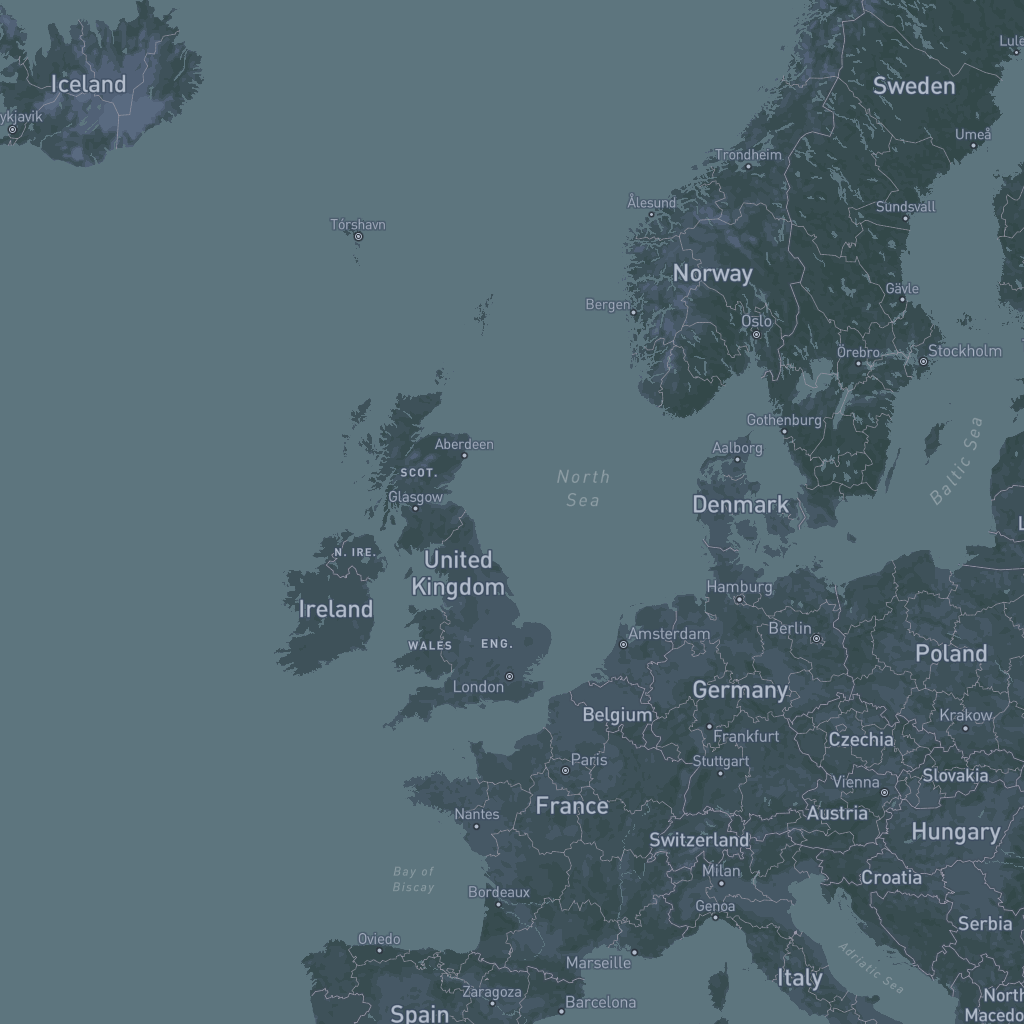 Lule
Iceland
Sweden
ykjavik
Umeå
Trondheim
Ålesund
Sundsvall
Tórshavn
Norway
Gävle
Bergen
Oslo
Örebro
Stockholm
Gothenburg
Aberdeen
Aalborg
Baltic Sea
SCOT.
North
Sea
Glasgow
Denmark
L
N. IRE.
United
Kingdom
Hamburg
Ireland
Berlin
Amsterdam
WALES
ENG.
Poland
London
Germany
Belgium
Krakow
Frankfurt
Czechia
Paris
Stuttgart
Slovakia
Vienna
France
Nantes
Austria
Hungary
Switzerland
Bay of
Biscay
Milan
Croatia
Bordeaux
Genoa
Serbia
Oviedo
Marseille
Adriatic Sea
Italy
Zaragoza
Barcelona
North
Macedo
Spain